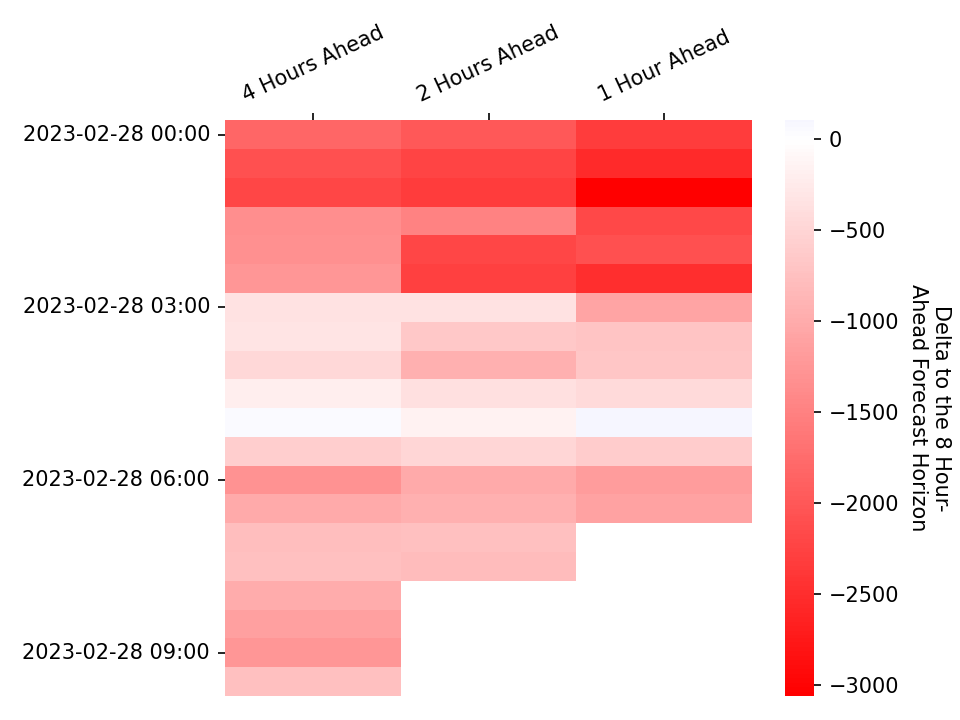 4 Hours Ahead
2 Hours Ahead
1 Hour Ahead
2023-02-28 00:00
2023-02-28 03:00
2023-02-28 06:00
2023-02-28 09:00
0
−500
−1000
−1500
−2000
−2500
−3000
Delta to the 8 Hour-
Ahead Forecast Horizon